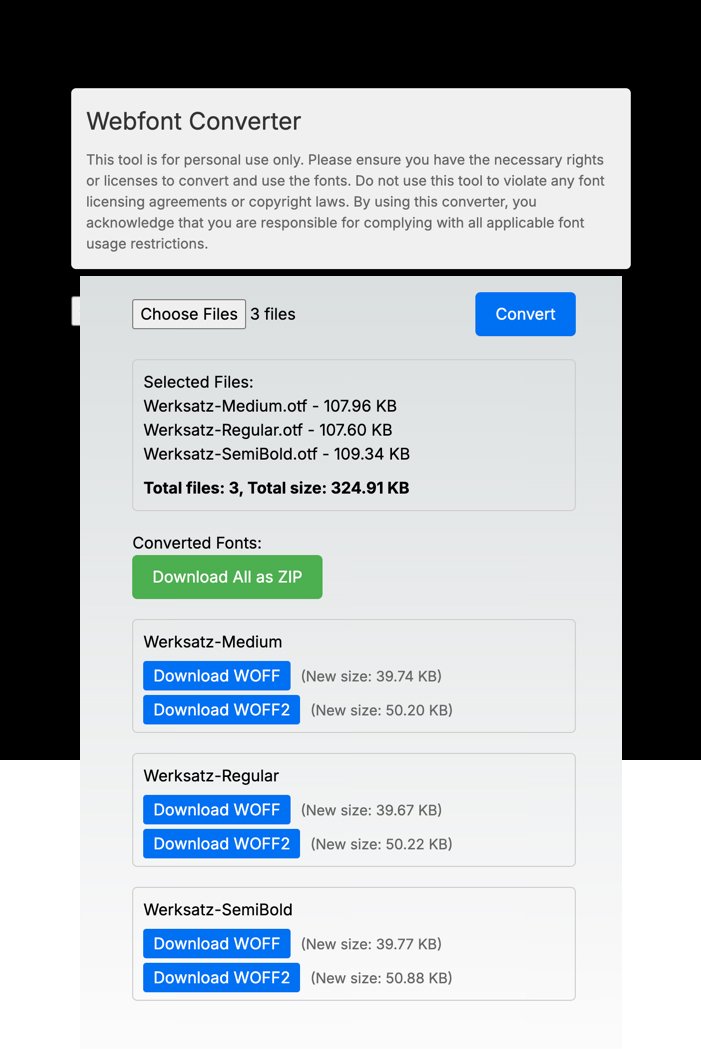 Webfont Converter
This tool is for personal use only. Please ensure you have the necessary rights
or licenses to convert and use the fonts. Do not use this tool to violate any font
licensing agreements or copyright laws. By using this converter, you
acknowledge that you are responsible for complying with all applicable font
usage restrictions.
Choose Files 3 files
Convert
Selected Files:
Werksatz-Medium.otf - 107.96 KB
Werksatz-Regular.otf - 107.60 KB
Werksatz-SemiBold.otf - 109.34 KB
Total files: 3, Total size: 324.91 KB
Converted Fonts:
Download All as ZIP
Werksatz-Medium
Download WOFF (New size: 39.74 KB)
Download WOFF2 (New size: 50.20 KB)
Werksatz-Regular
Download WOFF (New size: 39.67 KB)
Download WOFF2 (New size: 50.22 KB)
Werksatz-SemiBold
Download WOFF (New size: 39.77 KB)
Download WOFF2 (New size: 50.88 KB)